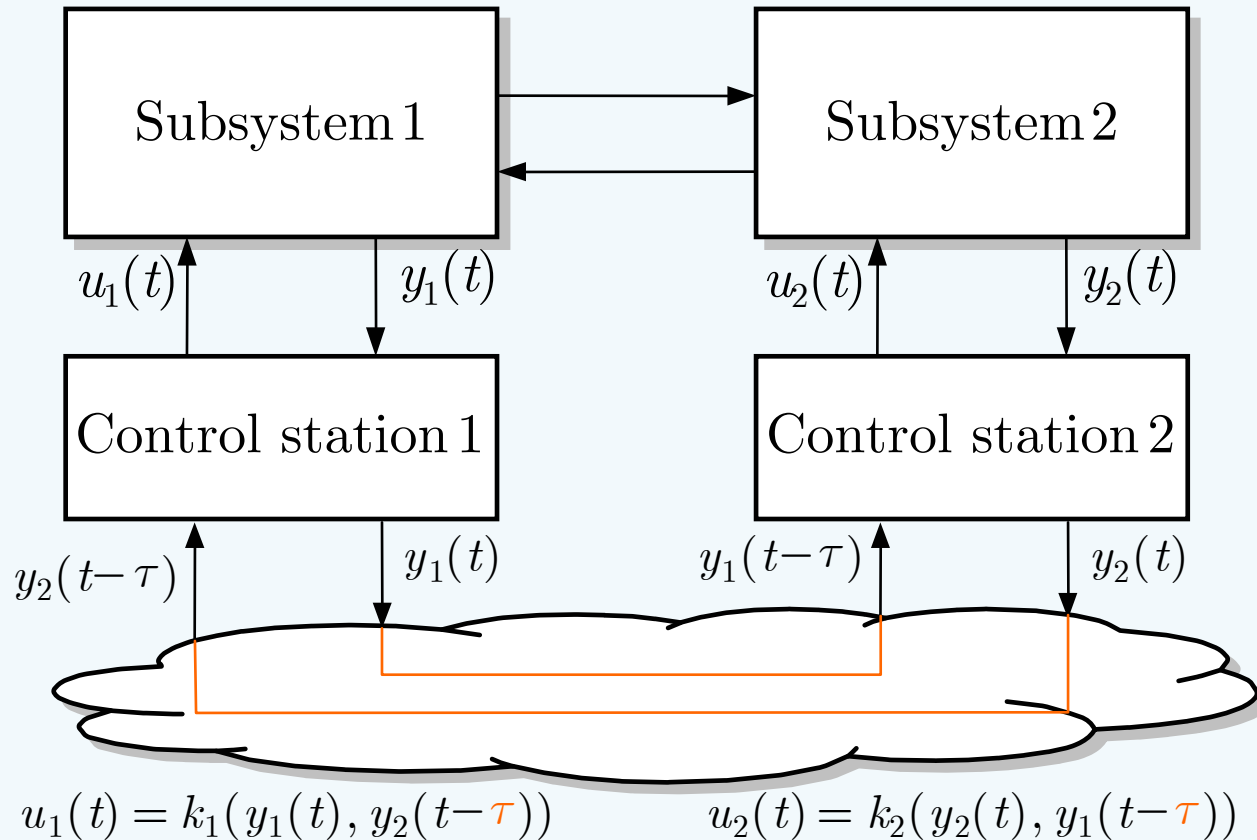 Subsystem 1 Subsystem 2
u₁(t) y₁(t) u₂(t) y₂(t)
Control station 1 Control station 2
y₂(t−τ) y₁(t) y₁(t−τ) y₂(t)
u₁(t) = k₁(y₁(t), y₂(t−τ)) u₂(t) = k₂(y₂(t), y₁(t−τ))